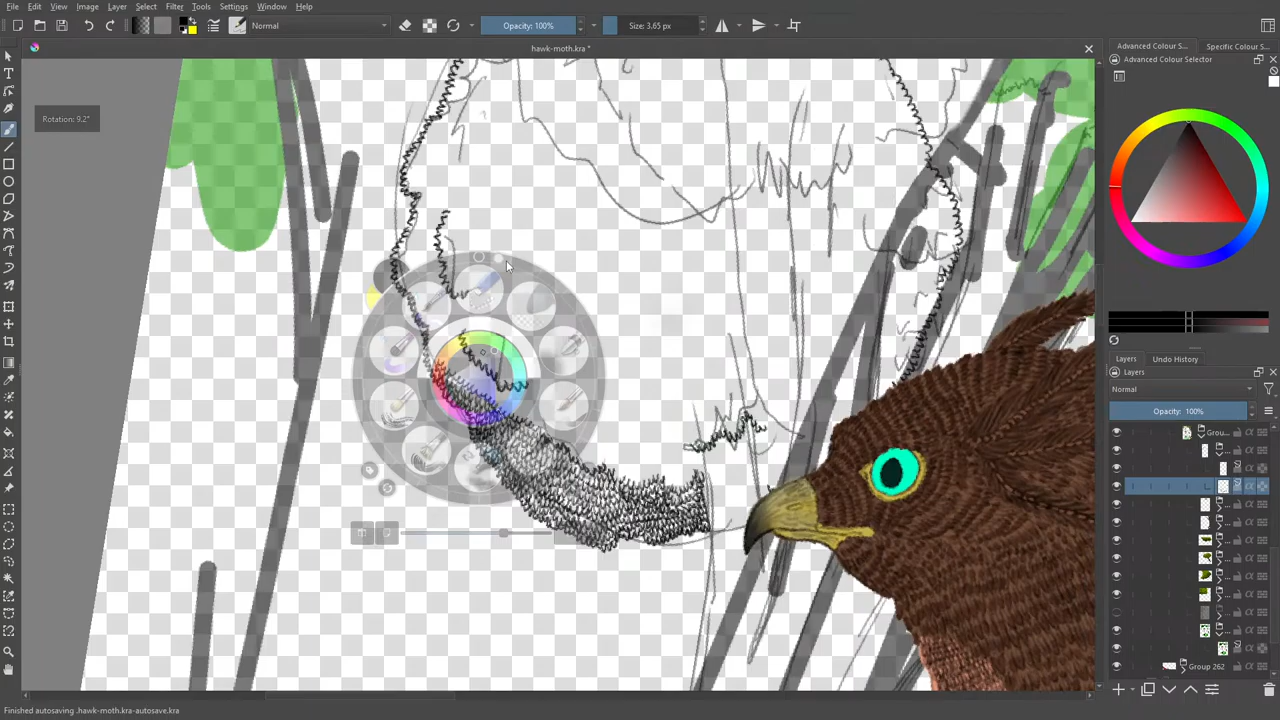 File Edit View Image Layer Select Filter Tools Settings Window Help
Normal
Opacity: 100%
Size: 3.65 px
hawk-moth.kra *
Advanced Colour S... Specific Colour S...
Advanced Colour Selector
Rotation: 9.2°
Layers Undo History
Layers
Normal
Opacity: 100%
Grou...
Group 262
Finished autosaving .hawk-moth.kra-autosave.kra